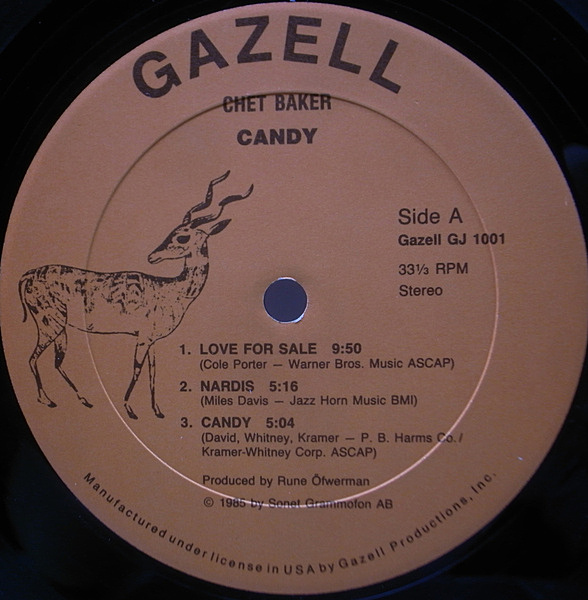 GAZELL
CHET BAKER
CANDY
Side A
Gazell GJ 1001
33⅓ RPM
Stereo
1. LOVE FOR SALE 9:50
(Cole Porter — Warner Bros. Music ASCAP)
2. NARDIS 5:16
(Miles Davis — Jazz Horn Music BMI)
3. CANDY 5:04
(David, Whitney, Kramer — P. B. Harms Co./
Kramer-Whitney Corp. ASCAP)
Produced by Rune Öfwerman
© 1985 by Sonet Grammofon AB
Manufactured under license in USA by Gazell Productions, Inc.